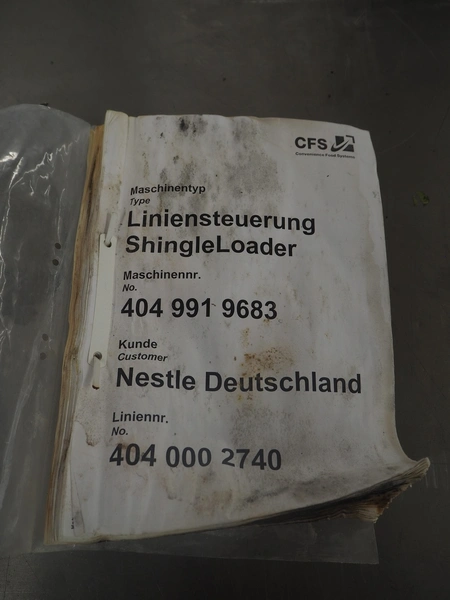 CFS
Convenience Food Systems
Maschinentyp
Type
Liniensteuerung
ShingleLoader
Maschinennr.
No.
404 991 9683
Kunde
Customer
Nestle Deutschland
Liniennr.
No.
404 000 2740